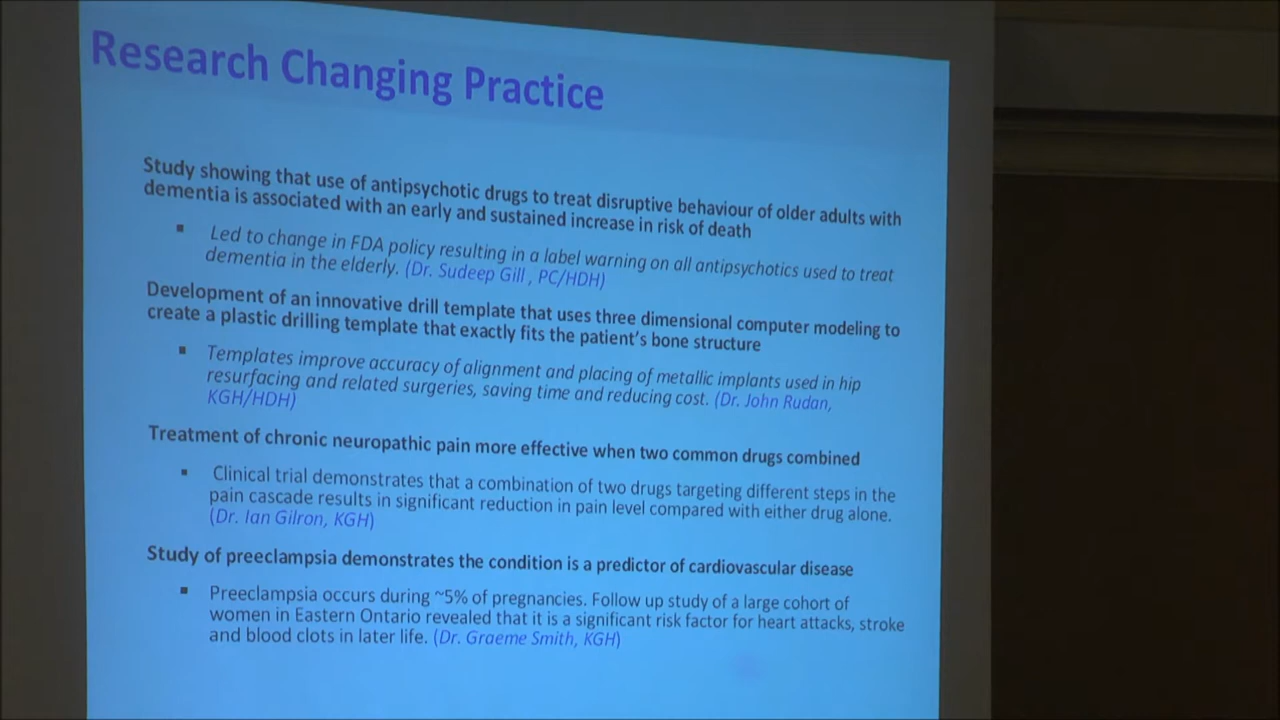 Research Changing Practice
Study showing that use of antipsychotic drugs to treat disruptive behaviour of older adults with
dementia is associated with an early and sustained increase in risk of death
▪ Led to change in FDA policy resulting in a label warning on all antipsychotics used to treat
dementia in the elderly. (Dr. Sudeep Gill , PC/HDH)
Development of an innovative drill template that uses three dimensional computer modeling to
create a plastic drilling template that exactly fits the patient's bone structure
▪ Templates improve accuracy of alignment and placing of metallic implants used in hip
resurfacing and related surgeries, saving time and reducing cost. (Dr. John Rudan,
KGH/HDH)
Treatment of chronic neuropathic pain more effective when two common drugs combined
▪ Clinical trial demonstrates that a combination of two drugs targeting different steps in the
pain cascade results in significant reduction in pain level compared with either drug alone.
(Dr. Ian Gilron, KGH)
Study of preeclampsia demonstrates the condition is a predictor of cardiovascular disease
▪ Preeclampsia occurs during ~5% of pregnancies. Follow up study of a large cohort of
women in Eastern Ontario revealed that it is a significant risk factor for heart attacks, stroke
and blood clots in later life. (Dr. Graeme Smith, KGH)